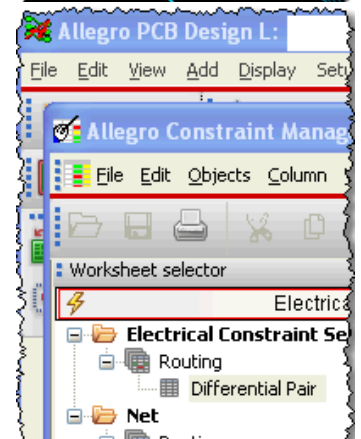 Allegro PCB Design L:
File Edit View Add Display Setu
Allegro Constraint Manag
File Edit Objects Column
Worksheet selector
Electrica
Electrical Constraint Se
Routing
Differential Pair
Net